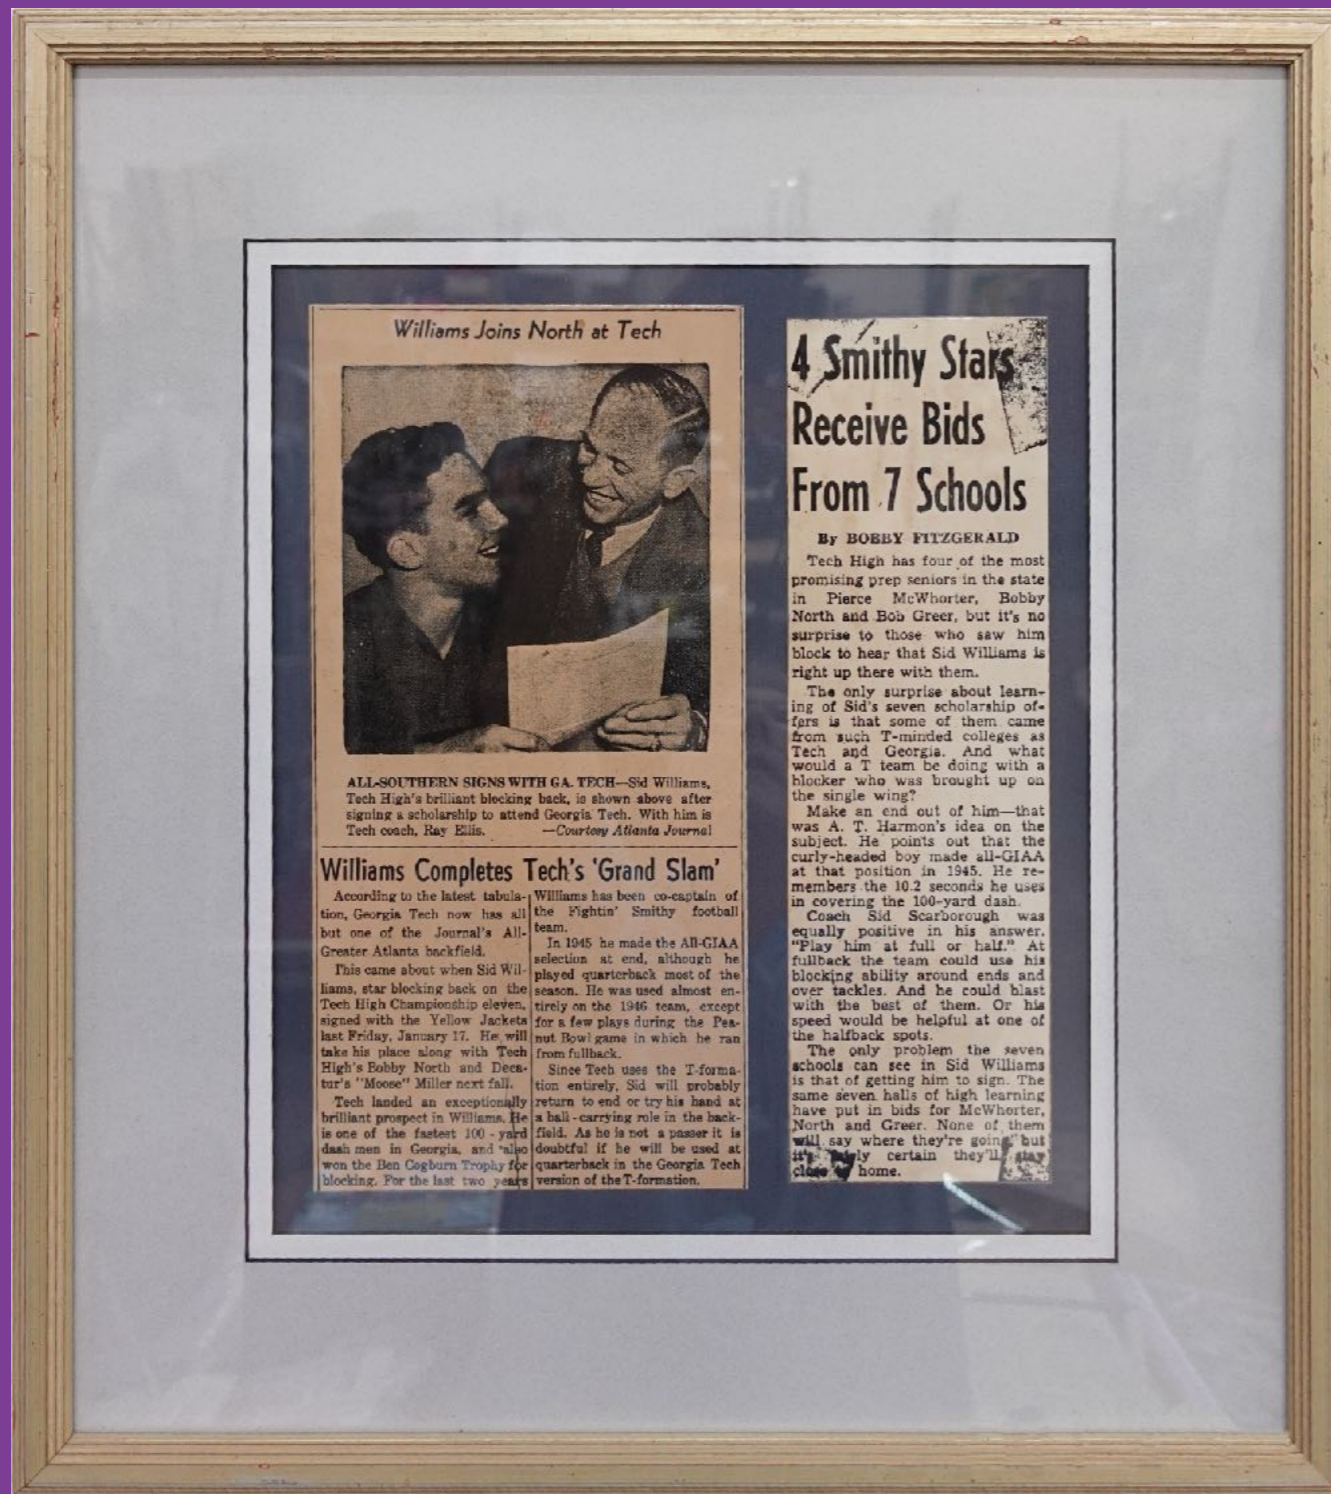 Williams Joins North at Tech
ALL-SOUTHERN SIGNS WITH GA. TECH—Sid Williams,
Tech High's brilliant blocking back, is shown above after
signing a scholarship to attend Georgia Tech. With him is
Tech coach, Ray Ellis. —Courtesy Atlanta Journal
Williams Completes Tech's 'Grand Slam'
According to the latest tabula-
tion, Georgia Tech now has all
but one of the Journal's All-
Greater Atlanta backfield.
This came about when Sid Wil-
liams, star blocking back on the
Tech High Championship eleven,
signed with the Yellow Jackets
last Friday, January 17. He will
take his place along with Tech
High's Bobby North and Deca-
tur's "Moose" Miller next fall.
Tech landed an exceptionally
brilliant prospect in Williams. He
is one of the fastest 100-yard
dash men in Georgia, and also
won the Ben Cogburn Trophy for
blocking. For the last two years
Williams has been co-captain of
the Fightin' Smithy football
team.
In 1945 he made the All-GIAA
selection at end, although he
played quarterback most of the
season. He was used almost en-
tirely on the 1946 team, except
for a few plays during the Pea-
nut Bowl game in which he ran
from fullback.
Since Tech uses the T-forma-
tion entirely, Sid will probably
return to end or try his hand at
a ball-carrying role in the back-
field. As he is not a passer it is
doubtful if he will be used at
quarterback in the Georgia Tech
version of the T-formation.
4 Smithy Stars
Receive Bids
From 7 Schools
By BOBBY FITZGERALD
Tech High has four of the most
promising prep seniors in the state
in Pierce McWhorter, Bobby
North and Bob Greer, but it's no
surprise to those who saw him
block to hear that Sid Williams is
right up there with them.
The only surprise about learn-
ing of Sid's seven scholarship of-
fers is that some of them came
from such T-minded colleges as
Tech and Georgia. And what
would a T team be doing with a
blocker who was brought up on
the single wing?
Make an end out of him—that
was A. T. Harmon's idea on the
subject. He points out that the
curly-headed boy made all-GIAA
at that position in 1945. He re-
members the 10.2 seconds he uses
in covering the 100-yard dash.
Coach Sid Scarborough was
equally positive in his answer.
"Play him at full or half." At
fullback the team could use his
blocking ability around ends and
over tackles. And he could blast
with the best of them. Or his
speed would be helpful at one of
the halfback spots.
The only problem the seven
schools can see in Sid Williams
is that of getting him to sign. The
same seven halls of high learning
have put in bids for McWhorter,
North and Greer. None of them
will say where they're going but
it's certain they'll stay
close home.